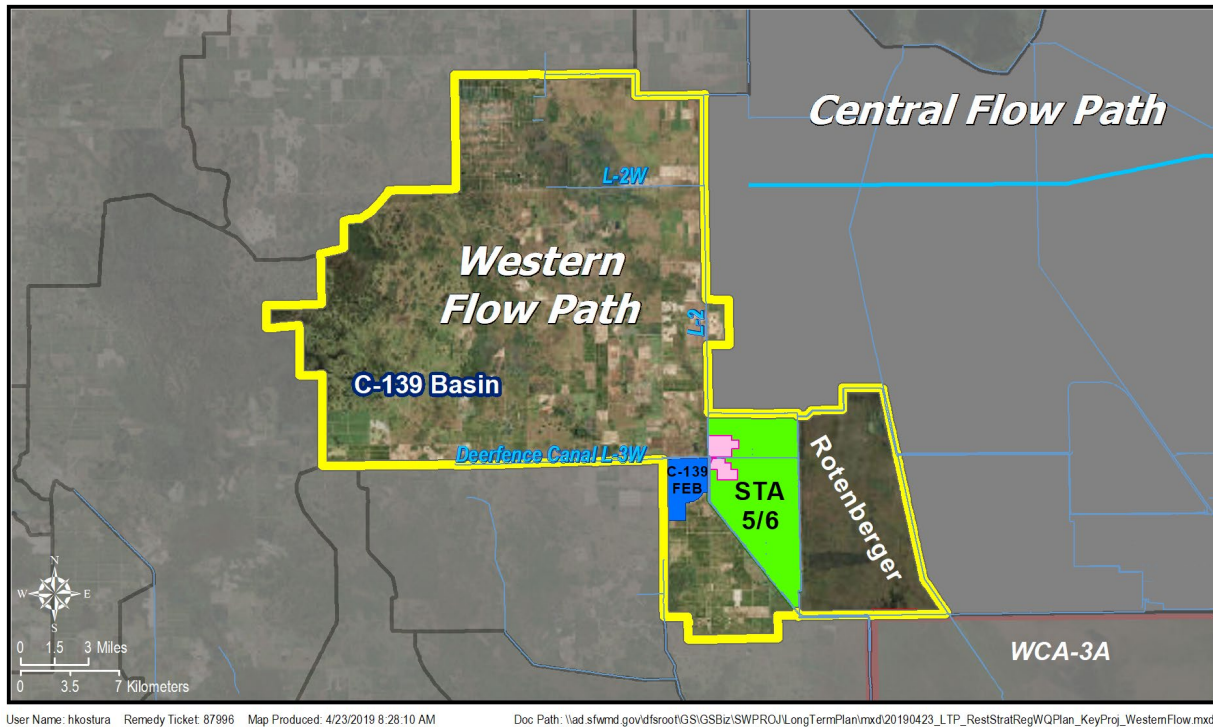 Central Flow Path
L-2W
Western
Flow Path
L-2
C-139 Basin
Deerfence Canal L-3W
C-139
FEB
STA
5/6
Rotenberger
N
W
E
S
0 1.5 3 Miles
0 3.5 7 Kilometers
WCA-3A
User Name: hkostura Remedy Ticket: 87996 Map Produced: 4/23/2019 8:28:10 AM Doc Path: \\ad.sfwmd.gov\dfsroot\GS\GSBiz\SWPROJ\LongTermPlan\mxd\20190423_LTP_RestStratRegWQPlan_KeyProj_WesternFlow.mxd